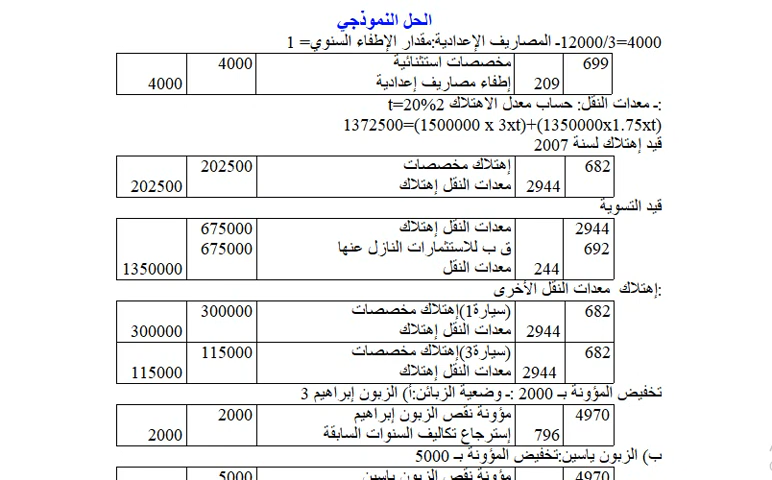 الحل النموذجي
1 -المصاريف الإعدادية:مقدار الإطفاء السنوي= 12000/3=4000
699 مخصصات استثنائية 4000
209 إطفاء مصاريف إعدادية 4000
2ـ معدات النقل: حساب معدل الاهتلاك t=20%:
1372500=(1500000 x 3xt)+(1350000x1.75xt)
قيد إهتلاك لسنة 2007
682 إهتلاك مخصصات 202500
2944 معدات النقل إهتلاك 202500
قيد التسوية
2944 معدات النقل إهتلاك 675000
692 ق ب للاستثمارات النازل عنها 675000
244 معدات النقل 1350000
إهتلاك معدات النقل الأخرى:
682 (سيارة1)إهتلاك مخصصات 300000
2944 معدات النقل إهتلاك 300000
682 (سيارة3)إهتلاك مخصصات 115000
2944 معدات النقل إهتلاك 115000
3 ـ وضعية الزبائن:أ) الزبون إبراهيم: تخفيض المؤونة بـ 2000
4970 مؤونة نقص الزبون إبراهيم 2000
796 إسترجاع تكاليف السنوات السابقة 2000
ب) الزبون ياسين:تخفيض المؤونة بـ 5000
4970 مؤونة نقص الزبون ياسين 5000